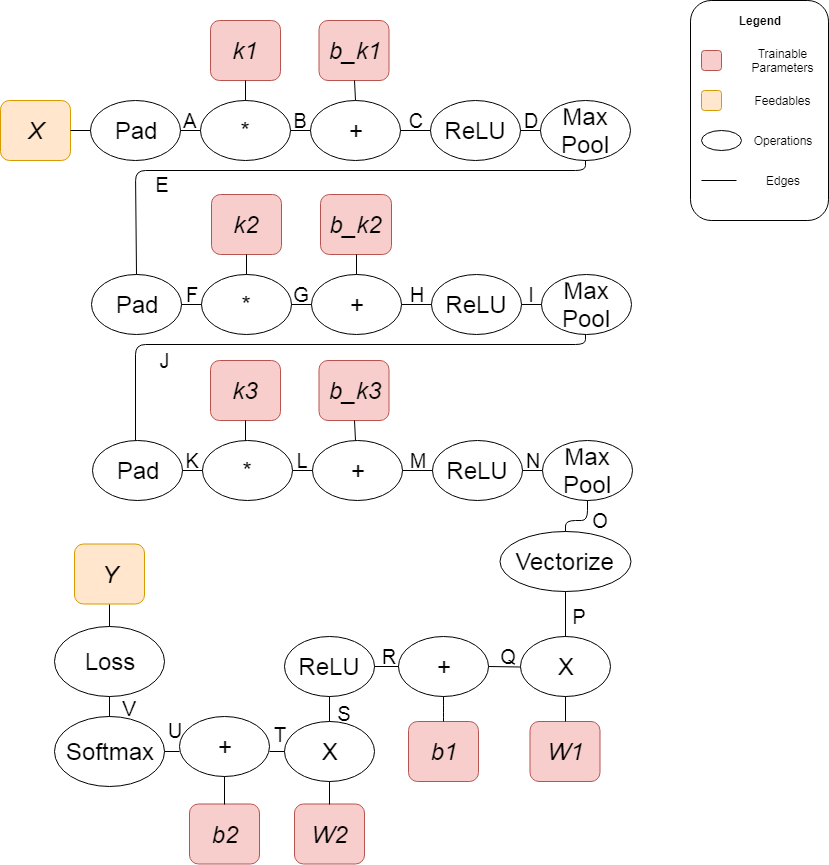 Legend
Trainable
Parameters
Feedables
Operations
Edges
k1
b_k1
X
Pad
A
*
B
+
C
ReLU
D
Max
Pool
E
k2
b_k2
Pad
F
*
G
+
H
ReLU
I
Max
Pool
J
k3
b_k3
Pad
K
*
L
+
M
ReLU
N
Max
Pool
O
Vectorize
P
Y
Loss
V
Softmax
U
+
T
X
S
ReLU
R
+
Q
X
b1
W1
b2
W2